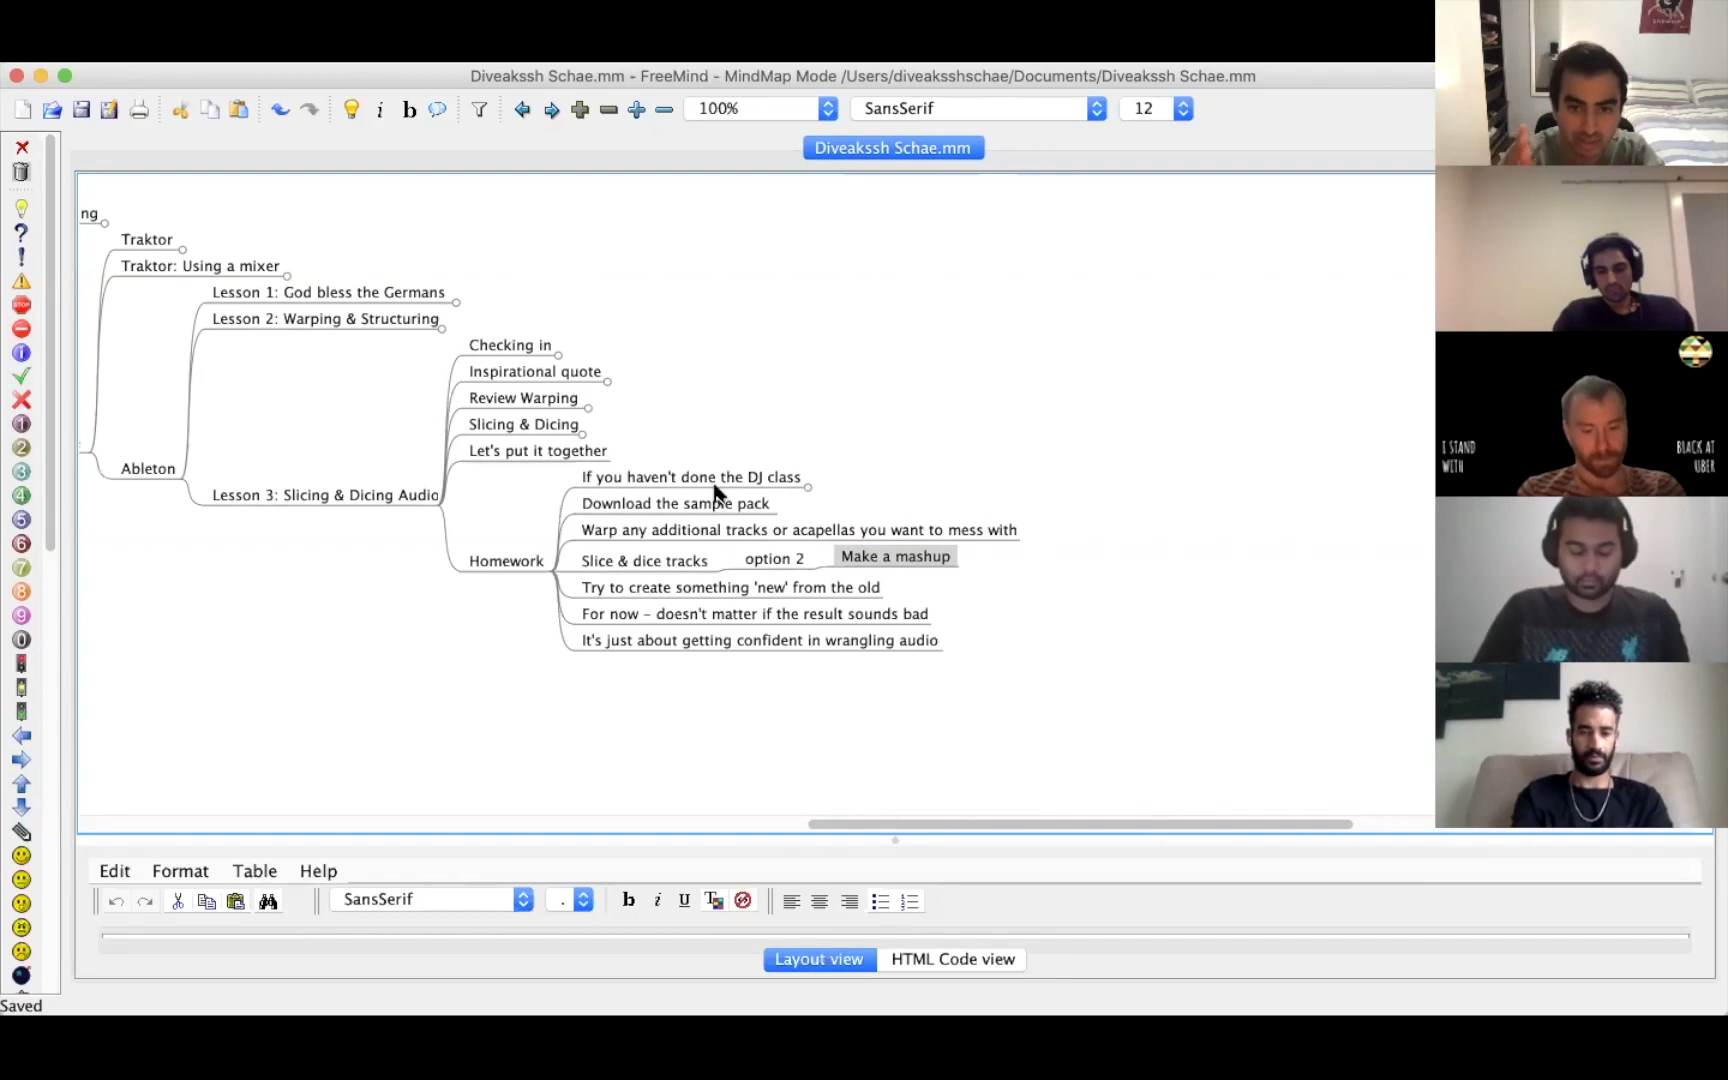 Diveakssh Schae.mm - FreeMind - MindMap Mode /Users/diveaksshschae/Documents/Diveakssh Schae.mm
i b 100% SansSerif 12
Diveakssh Schae.mm
ng
Traktor
Traktor: Using a mixer
Lesson 1: God bless the Germans
Lesson 2: Warping & Structuring
Checking in
Inspirational quote
Review Warping
Slicing & Dicing
Let's put it together
Ableton
Lesson 3: Slicing & Dicing Audio
If you haven't done the DJ class
Download the sample pack
Warp any additional tracks or acapellas you want to mess with
Homework
Slice & dice tracks option 2 Make a mashup
Try to create something 'new' from the old
For now – doesn't matter if the result sounds bad
It's just about getting confident in wrangling audio
I STAND
WITH
BLACK AT
UBER
Edit Format Table Help
SansSerif . b i U T
Layout view HTML Code view
Saved